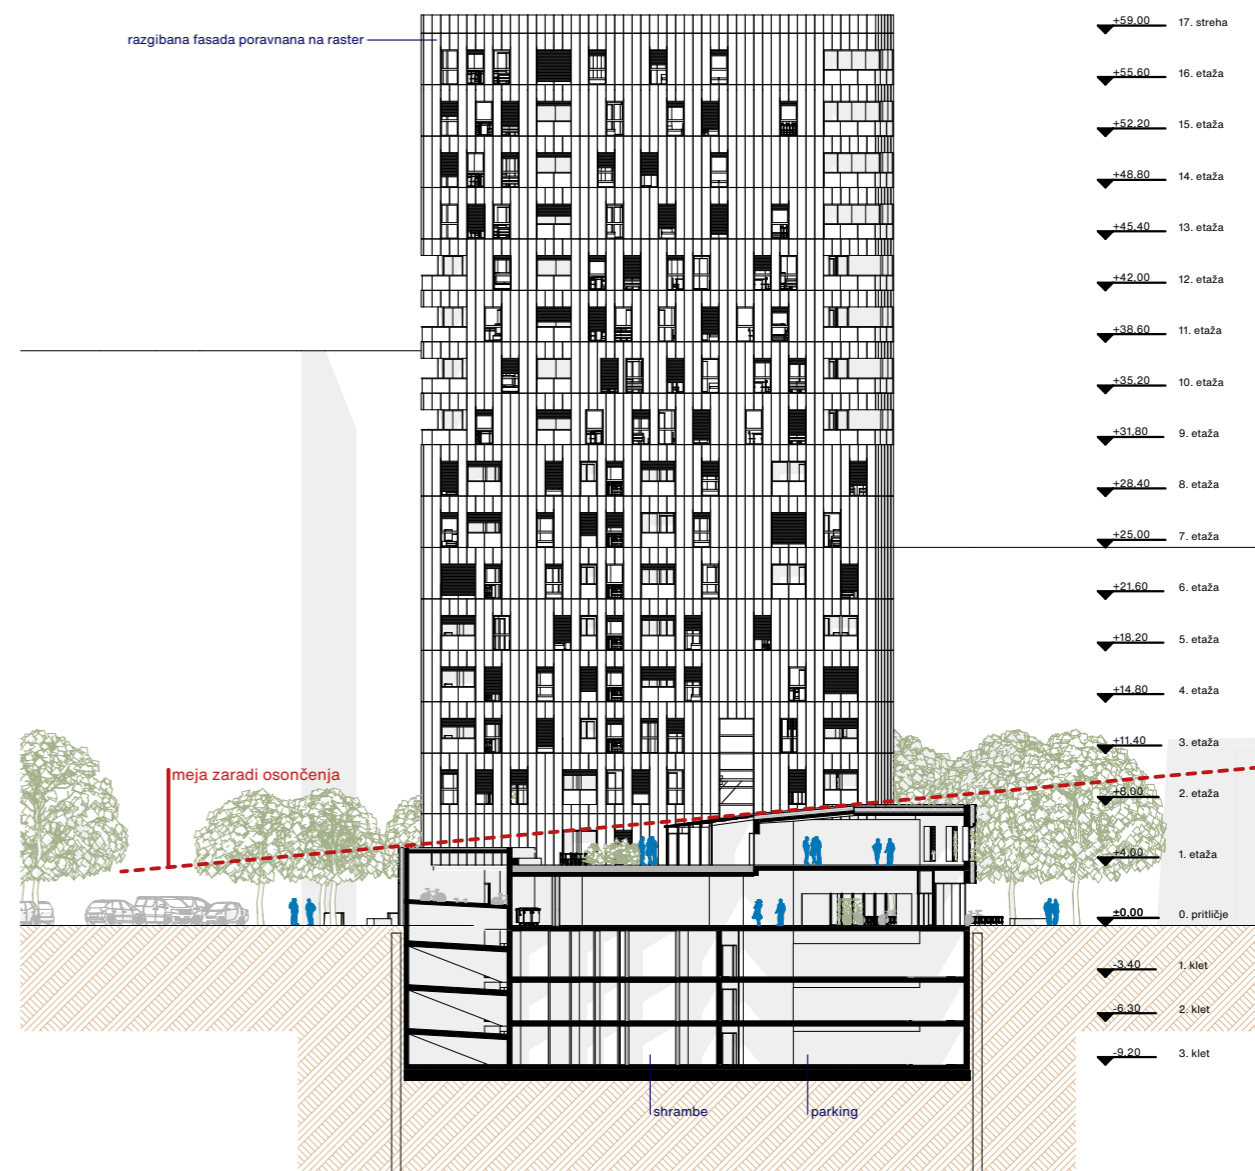 razgibana fasada poravnana na raster
+59.00 17. streha
+55.60 16. etaža
+52.20 15. etaža
+48.80 14. etaža
+45.40 13. etaža
+42.00 12. etaža
+38.60 11. etaža
+35.20 10. etaža
+31.80 9. etaža
+28.40 8. etaža
+25.00 7. etaža
+21.60 6. etaža
+18.20 5. etaža
+14.80 4. etaža
+11.40 3. etaža
meja zaradi osončenja
+8.00 2. etaža
+4.00 1. etaža
±0.00 0. pritličje
-3.40 1. klet
-6.30 2. klet
-9.20 3. klet
shrambe
parking